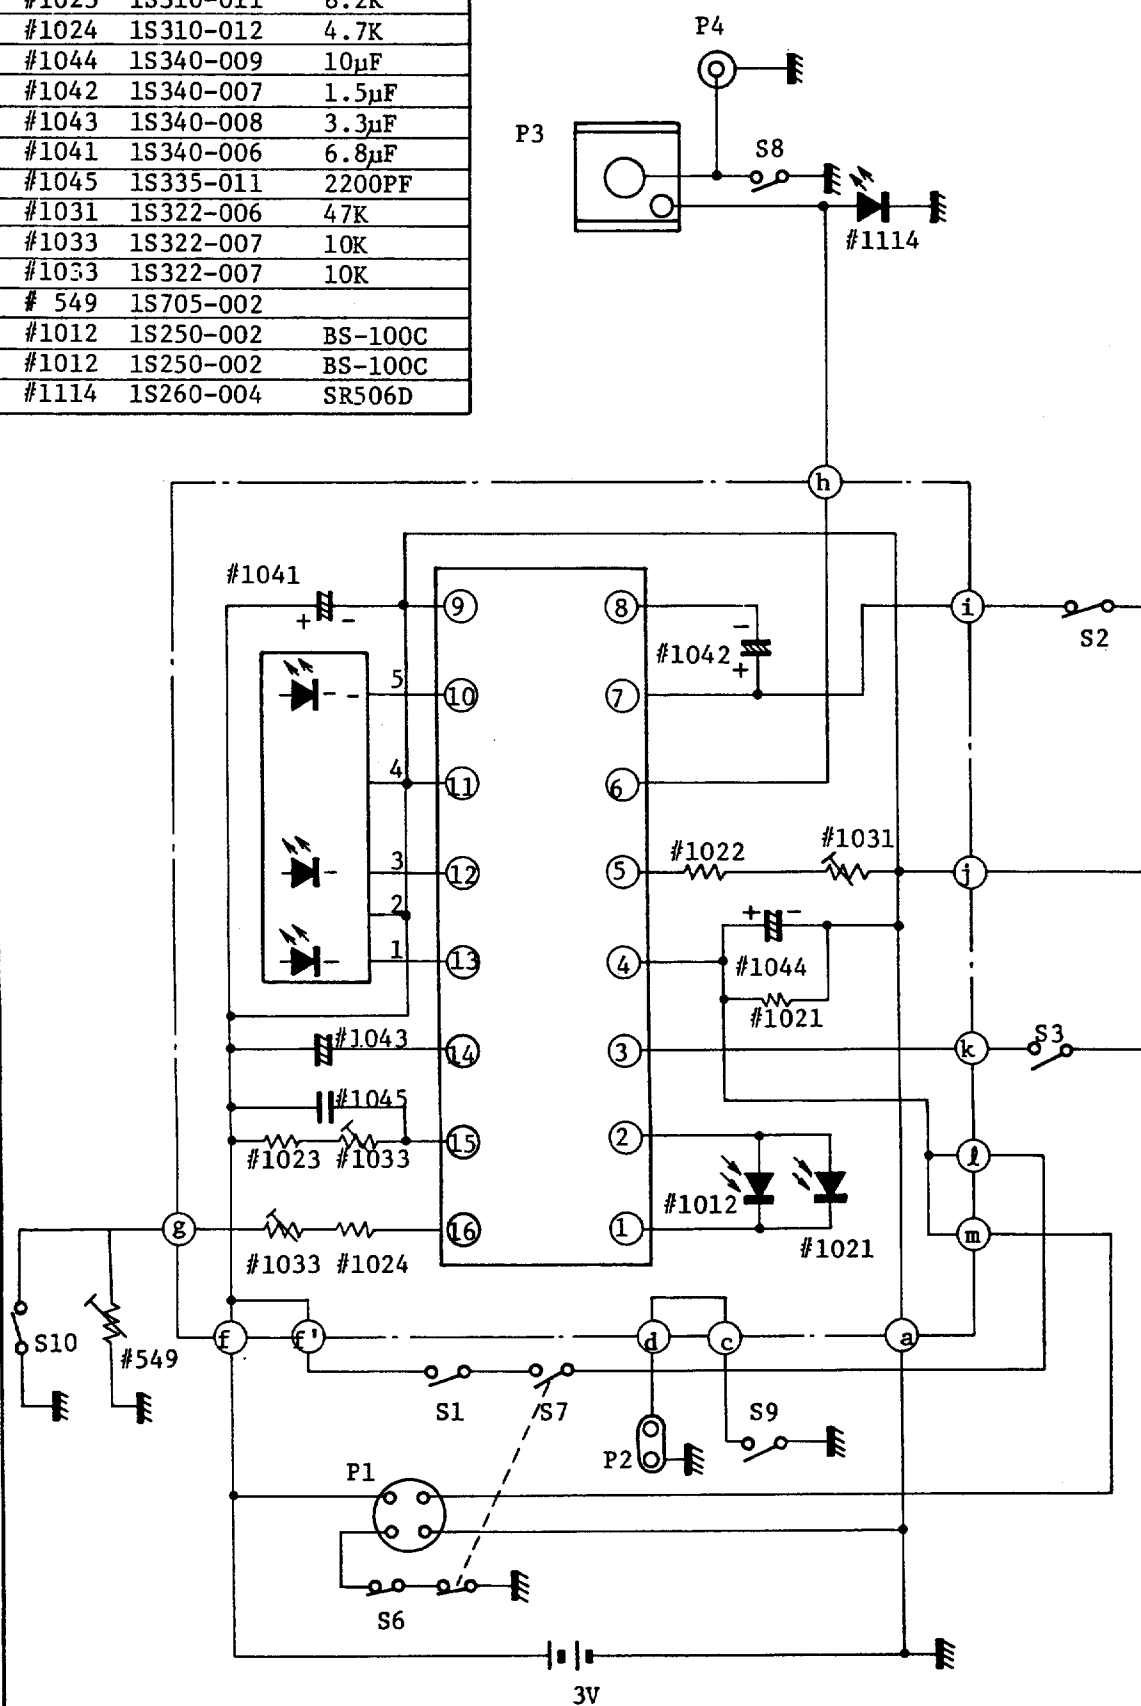 #1023 1S310-011 8.2K
#1024 1S310-012 4.7K
#1044 1S340-009 10µF
#1042 1S340-007 1.5µF
#1043 1S340-008 3.3µF
#1041 1S340-006 6.8µF
#1045 1S335-011 2200PF
#1031 1S322-006 47K
#1033 1S322-007 10K
#1033 1S322-007 10K
# 549 1S705-002
#1012 1S250-002 BS-100C
#1012 1S250-002 BS-100C
#1114 1S260-004 SR506D
P4
P3
S8
#1114
h
#1041
+ -
9
8
-
#1042
+
i
S2
5
10
7
4
11
6
#1022
#1031
3
12
5
j
2
+ -
1
13
4
#1044
#1021
#1043
14
3
k
S3
#1045
#1023
#1033
15
2
ℓ
#1012
#1021
g
#1033
#1024
16
1
m
S10
#549
f
f'
d
c
a
S1
S7
S9
P2
P1
S6
3V